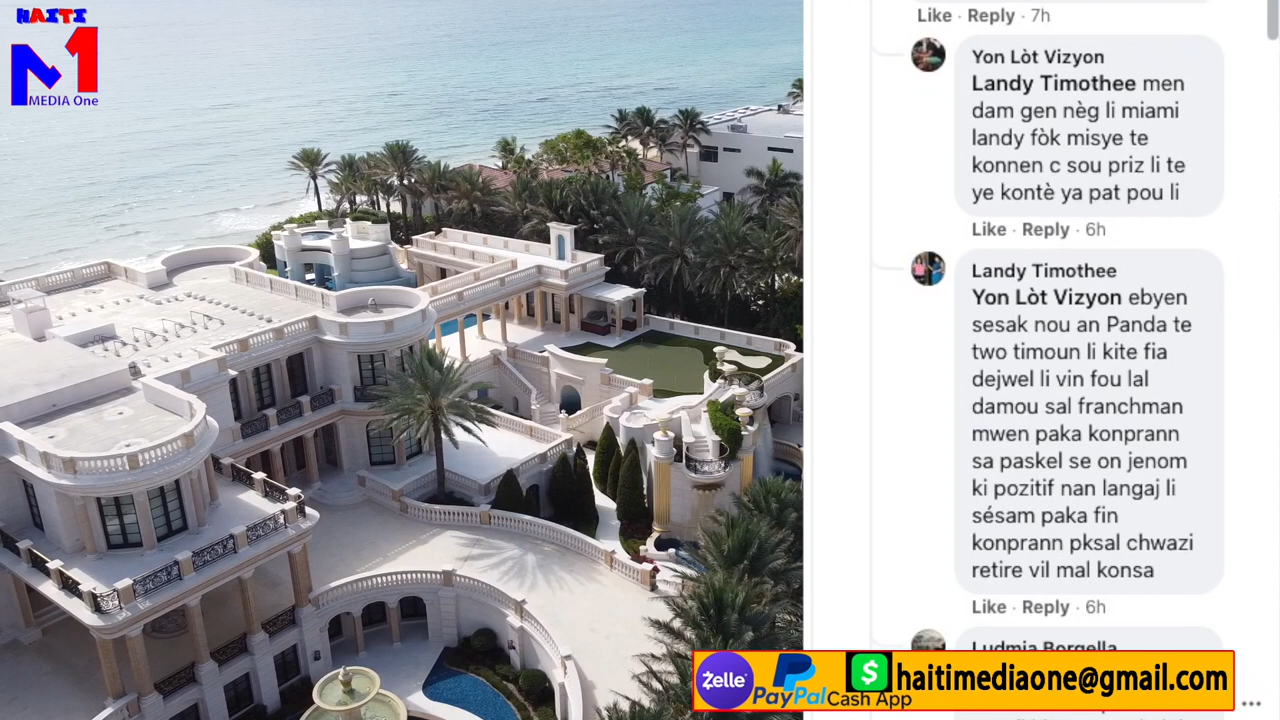 HAITI
M1
MEDIA One
Like · Reply · 7h
Yon Lòt Vizyon
Landy Timothee men
dam gen nèg li miami
landy fòk misye te
konnen c sou priz li te
ye kontè ya pat pou li
Like · Reply · 6h
Landy Timothee
Yon Lòt Vizyon ebyen
sesak nou an Panda te
two timoun li kite fia
dejwel li vin fou lal
damou sal franchman
mwen paka konprann
sa paskel se on jenom
ki pozitif nan langaj li
sésam paka fin
konprann pksal chwazi
retire vil mal konsa
Like · Reply · 6h
Ludmia Borgella
Zelle
PayPal
$
Cash App
haitimediaone@gmail.com